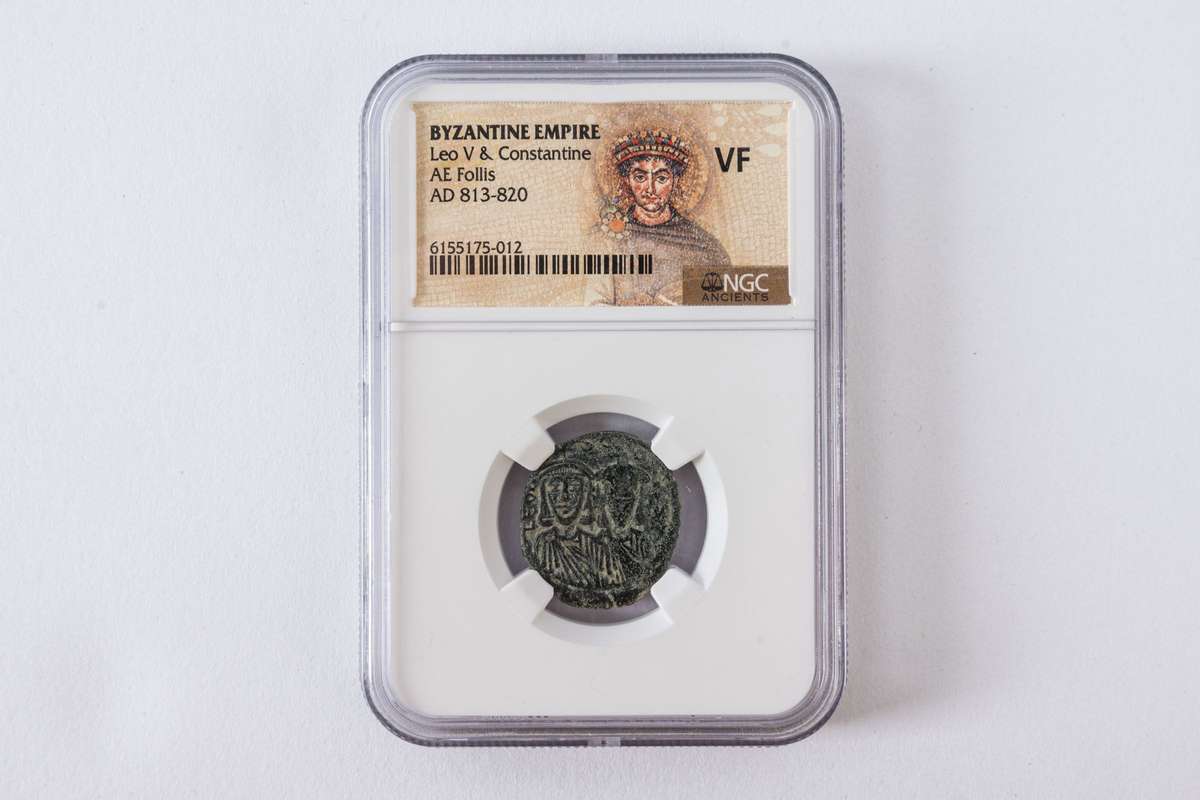 BYZANTINE EMPIRE
Leo V & Constantine
AE Follis
AD 813-820
VF
6155175-012
NGC
ANCIENTS